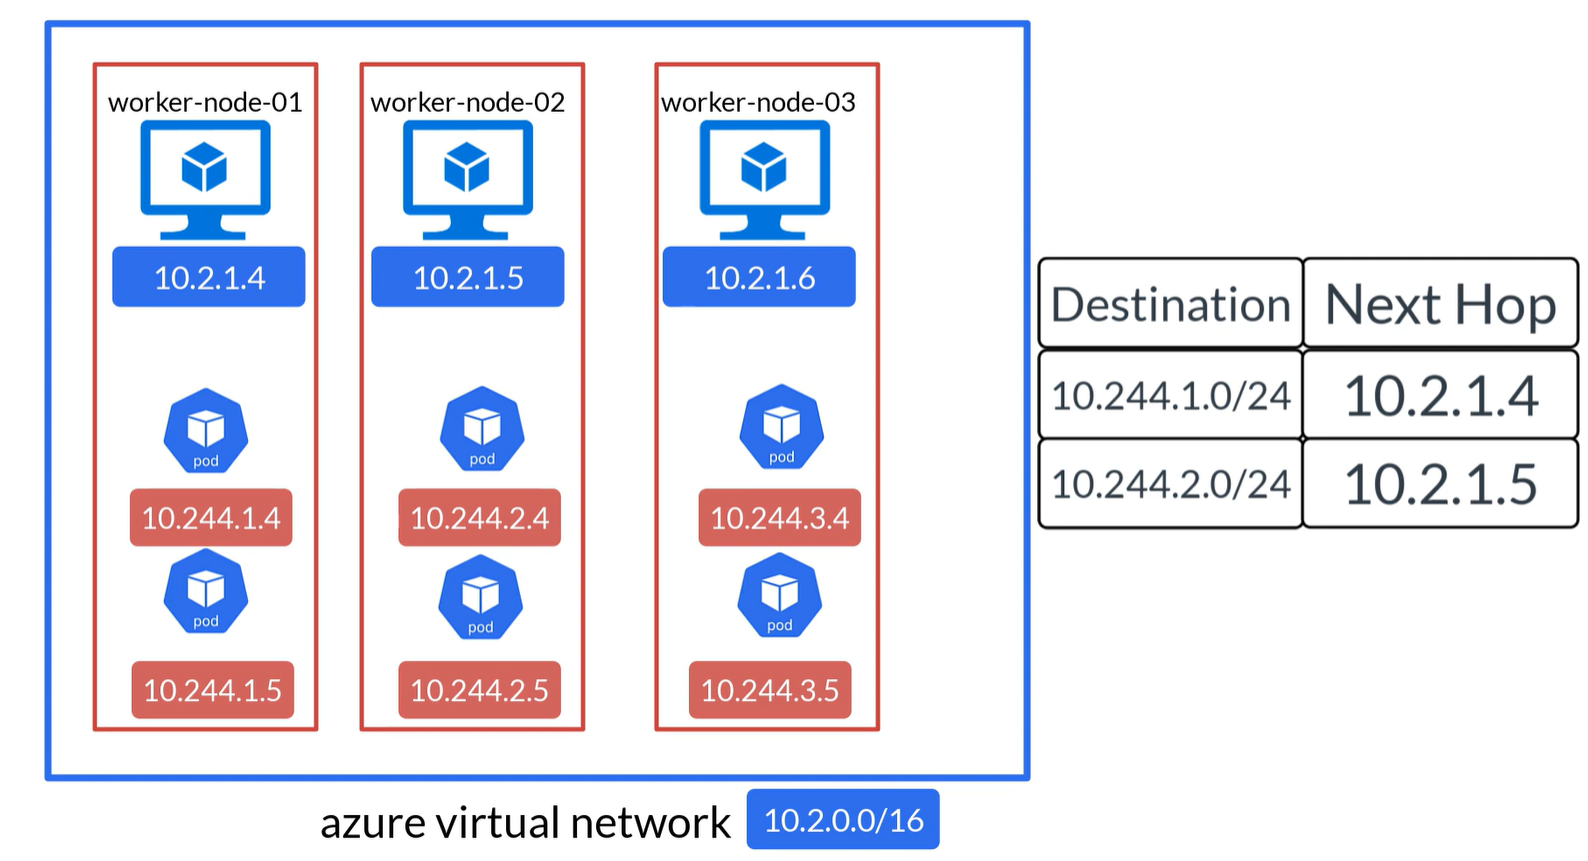 worker-node-01
worker-node-02
worker-node-03
10.2.1.4
10.2.1.5
10.2.1.6
pod
pod
pod
10.244.1.4
10.244.2.4
10.244.3.4
pod
pod
pod
10.244.1.5
10.244.2.5
10.244.3.5
azure virtual network 10.2.0.0/16
Destination Next Hop
10.244.1.0/24 10.2.1.4
10.244.2.0/24 10.2.1.5